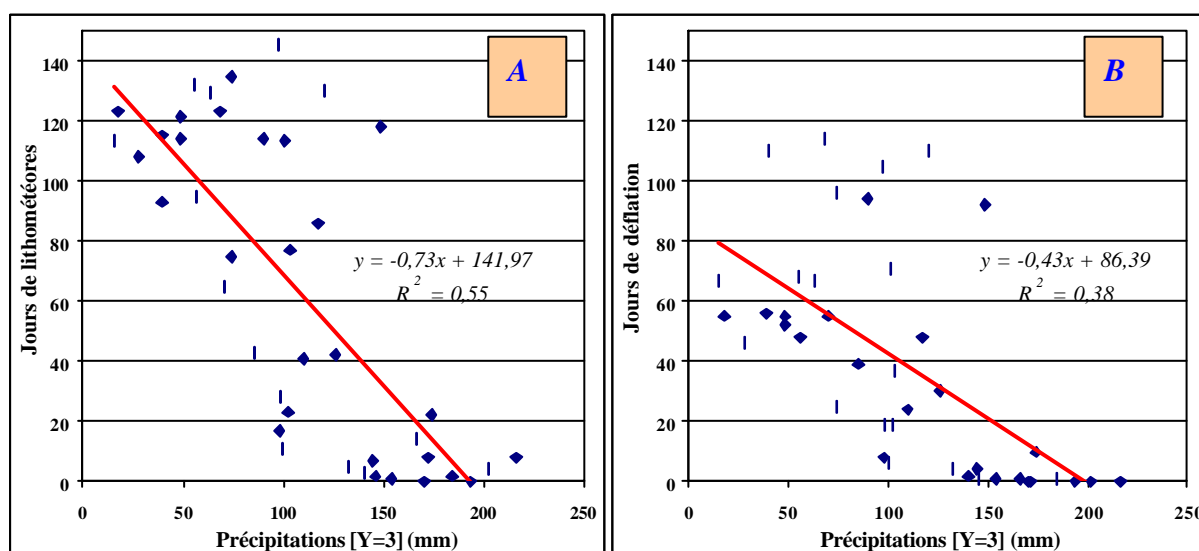 A
Jours de lithométéores
140
120
100
80
60
40
20
0
y = -0,73x + 141,97
R² = 0,55
0 50 100 150 200 250
Précipitations [Y=3] (mm)
B
Jours de déflation
140
120
100
80
60
40
20
0
y = -0,43x + 86,39
R² = 0,38
0 50 100 150 200 250
Précipitations [Y=3] (mm)